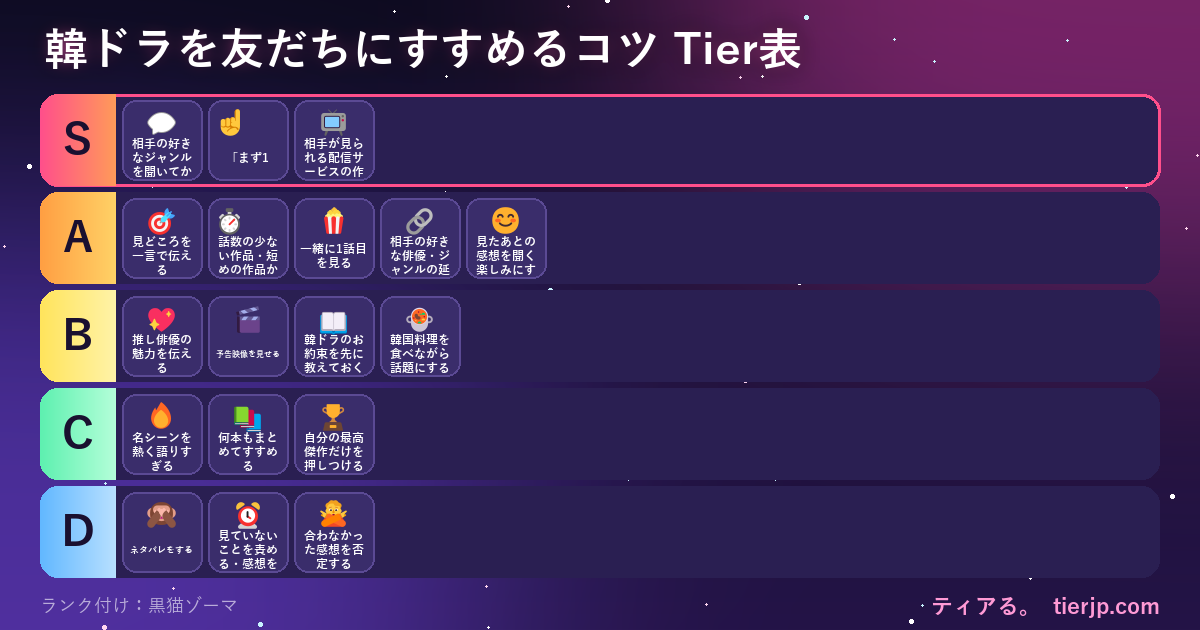 韓ドラを友だちにすすめるコツ Tier表
S
相手の好き
なジャンル
を聞いてか
「まず1
相手が見ら
れる配信サ
ービスの作
A
見どころを
一言で伝え
る
話数の少な
い作品・短
めの作品か
一緒に1話目
を見る
相手の好き
な俳優・ジ
ャンルの延
見たあとの
感想を聞く
楽しみにす
B
推し俳優の
魅力を伝え
る
予告映像を見せる
韓ドラのお
約束を先に
教えておく
韓国料理を
食べながら
話題にする
C
名シーンを
熱く語りす
ぎる
何本もまと
めてすすめ
る
自分の最高
傑作だけを
押しつける
D
ネタバレをする
見ていない
ことを責め
る・感想を
合わなかっ
た感想を否
定する
ランク付け：黒猫ゾーマ
ティアる。 tierjp.com